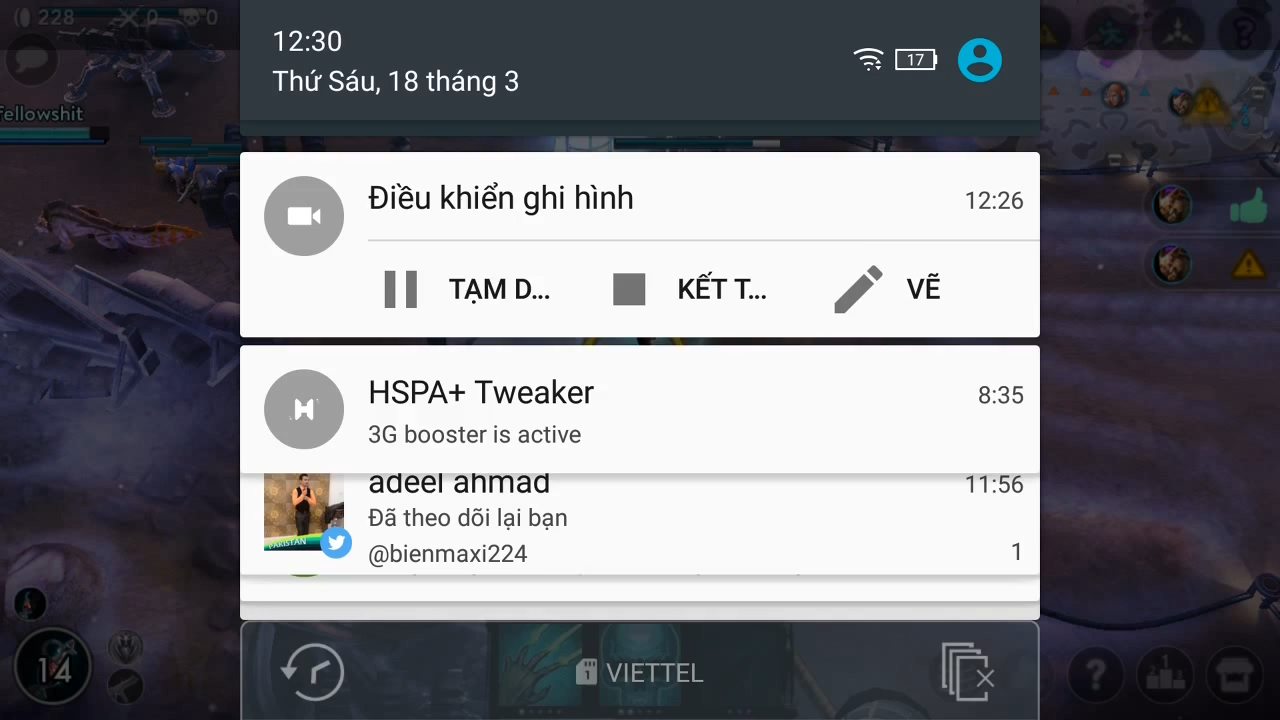 228
0
0
12:30
17
Thứ Sáu, 18 tháng 3
fellowshit
Điều khiển ghi hình
12:26
TẠM D...
KẾT T...
VẼ
HSPA+ Tweaker
8:35
3G booster is active
adeel ahmad
11:56
Đã theo dõi lại bạn
PAKISTAN
@bienmaxi224
1
14
1
VIETTEL
?